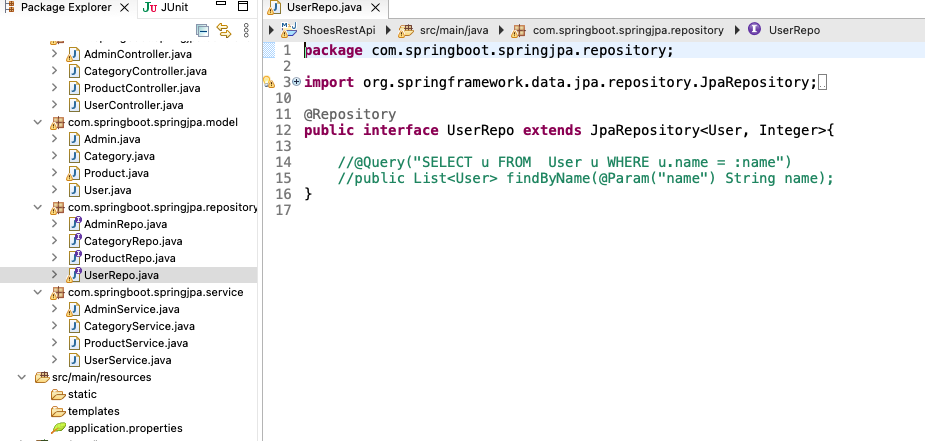 Package Explorer
JUnit
AdminController.java
CategoryController.java
ProductController.java
UserController.java
com.springboot.springjpa.model
Admin.java
Category.java
Product.java
User.java
com.springboot.springjpa.repository
AdminRepo.java
CategoryRepo.java
ProductRepo.java
UserRepo.java
com.springboot.springjpa.service
AdminService.java
CategoryService.java
ProductService.java
UserService.java
src/main/resources
static
templates
application.properties
UserRepo.java
ShoesRestApi
src/main/java
com.springboot.springjpa.repository
UserRepo
1 package com.springboot.springjpa.repository;
2
3 import org.springframework.data.jpa.repository.JpaRepository;
10
11 @Repository
12 public interface UserRepo extends JpaRepository<User, Integer>{
13
14 //@Query("SELECT u FROM  User u WHERE u.name = :name")
15 //public List<User> findByName(@Param("name") String name);
16 }
17